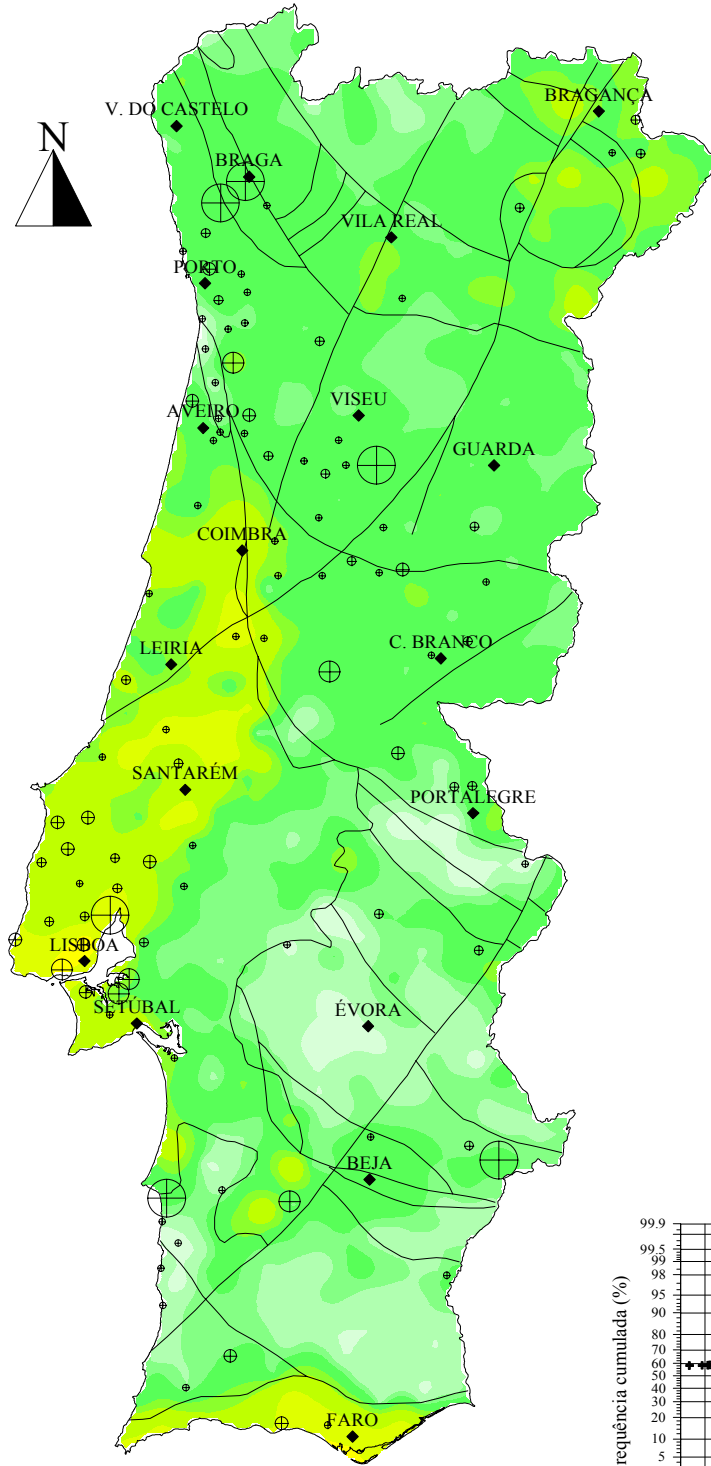 BRAGANÇA
V. DO CASTELO
N
BRAGA
VILA REAL
PORTO
VISEU
AVEIRO
GUARDA
COIMBRA
LEIRIA
C. BRANCO
SANTARÉM
PORTALEGRE
LISBOA
SETÚBAL
ÉVORA
BEJA
FARO
requência cumulada (%)
99.9
99.5
99
98
95
90
80
70
60
50
40
30
20
10
5